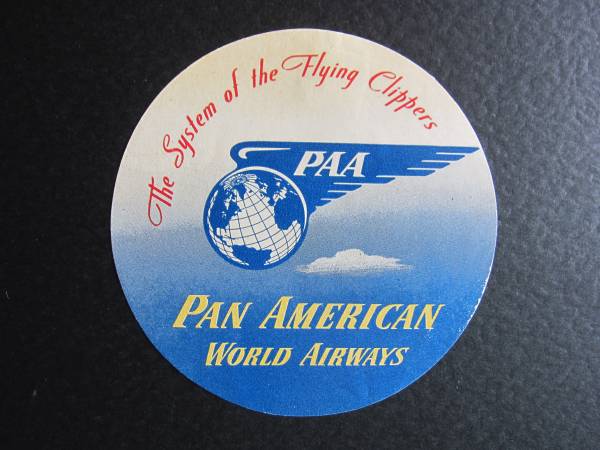 The System of the Flying Clippers
PAA
PAN AMERICAN
WORLD AIRWAYS